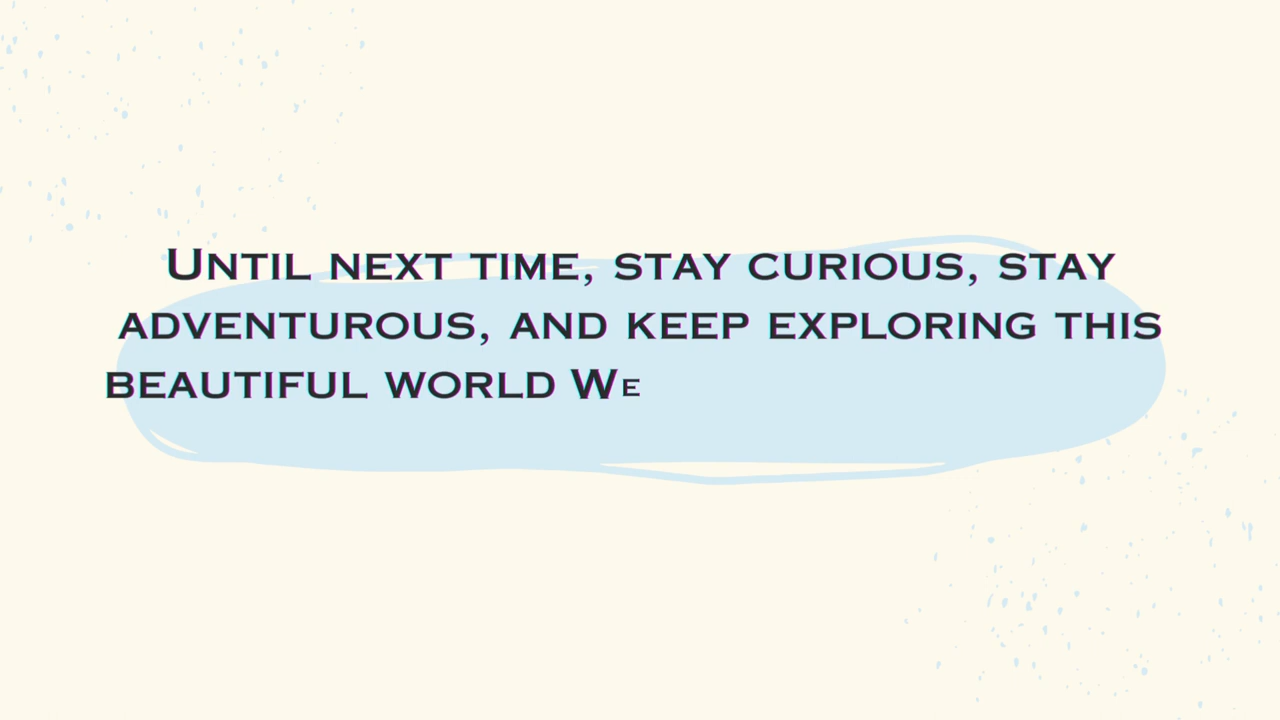 Until next time, stay curious, stay
adventurous, and keep exploring this
beautiful world We